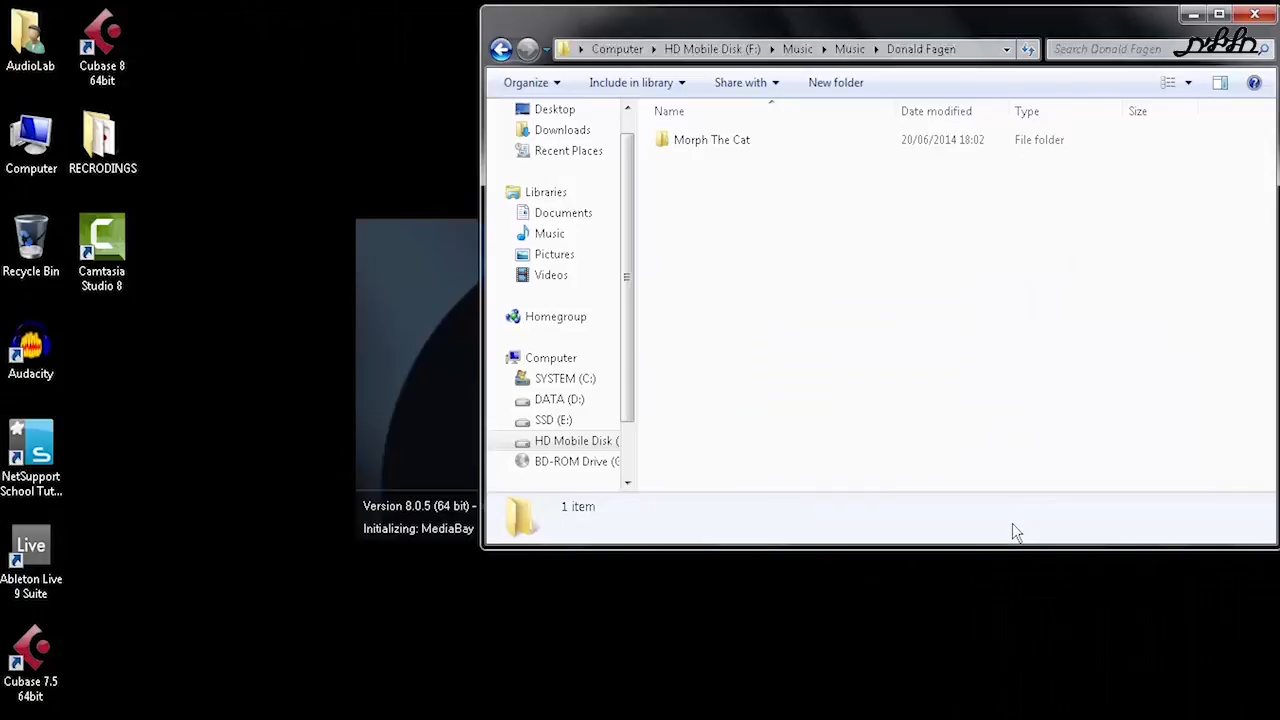 AudioLab
Cubase 8
64bit
Computer
RECRODINGS
Recycle Bin
Camtasia
Studio 8
Audacity
NetSupport
School Tut...
Live
Ableton Live
9 Suite
Cubase 7.5
64bit
Version 8.0.5 (64 bit) -
Initializing: MediaBay
Computer HD Mobile Disk (F:) Music Music Donald Fagen
Search Donald Fagen
Organize Include in library Share with New folder
Desktop
Downloads
Recent Places
Libraries
Documents
Music
Pictures
Videos
Homegroup
Computer
SYSTEM (C:)
DATA (D:)
SSD (E:)
HD Mobile Disk (
BD-ROM Drive (G
Name Date modified Type Size
Morph The Cat 20/06/2014 18:02 File folder
1 item